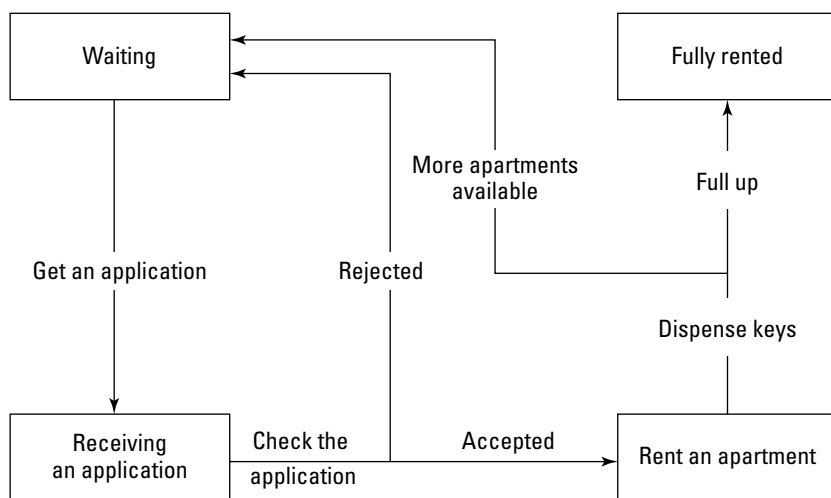 Waiting
Fully rented
More apartments
available
Full up
Get an application
Rejected
Dispense keys
Receiving
an application
Check the
application
Accepted
Rent an apartment